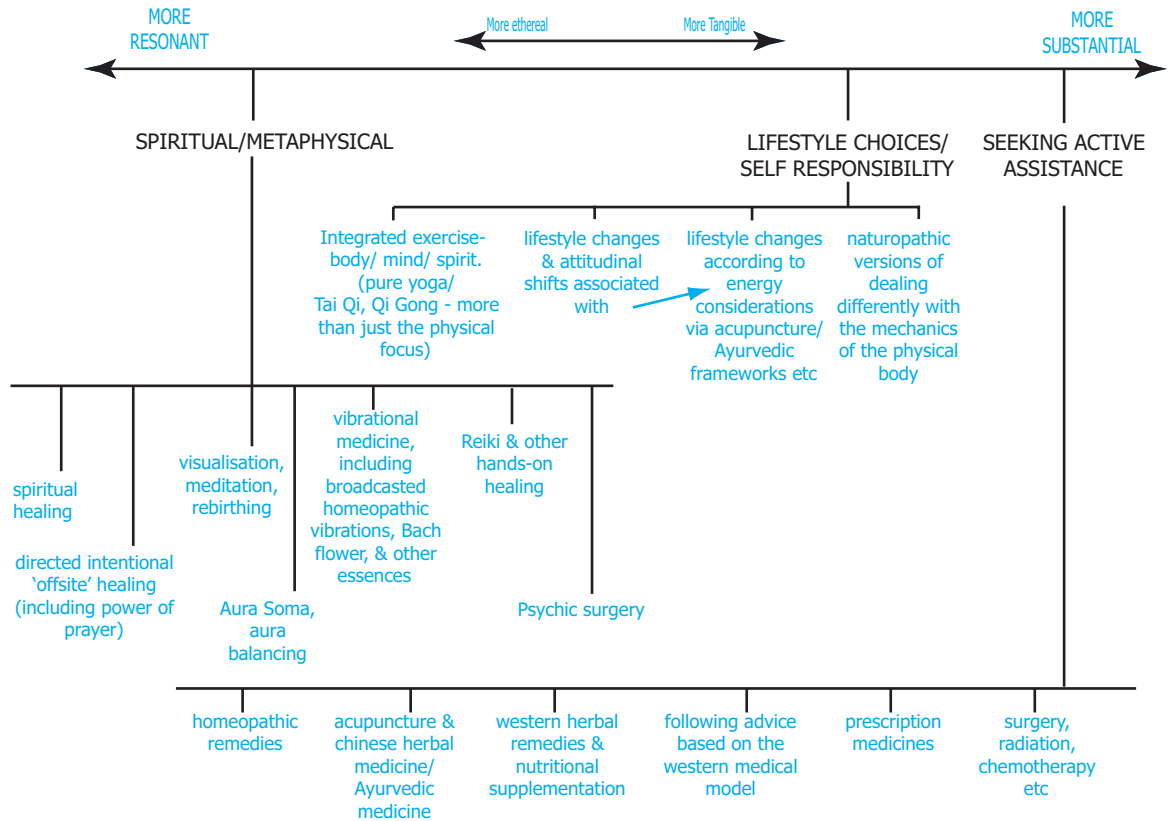 MORE
RESONANT
More ethereal
More Tangible
MORE
SUBSTANTIAL
SPIRITUAL/METAPHYSICAL
LIFESTYLE CHOICES/
SELF RESPONSIBILITY
SEEKING ACTIVE
ASSISTANCE
Integrated exercise-
body/ mind/ spirit.
(pure yoga/
Tai Qi, Qi Gong - more
than just the physical
focus)
lifestyle changes
& attitudinal
shifts associated
with
lifestyle changes
according to
energy
considerations
via acupuncture/
Ayurvedic
frameworks etc
naturopathic
versions of
dealing
differently with
the mechanics
of the physical
body
spiritual
healing
directed intentional
‘offsite’ healing
(including power of
prayer)
visualisation,
meditation,
rebirthing
Aura Soma,
aura
balancing
vibrational
medicine,
including
broadcasted
homeopathic
vibrations, Bach
flower, & other
essences
Reiki & other
hands-on
healing
Psychic surgery
homeopathic
remedies
acupuncture &
chinese herbal
medicine/
Ayurvedic
medicine
western herbal
remedies &
nutritional
supplementation
following advice
based on the
western medical
model
prescription
medicines
surgery,
radiation,
chemotherapy
etc